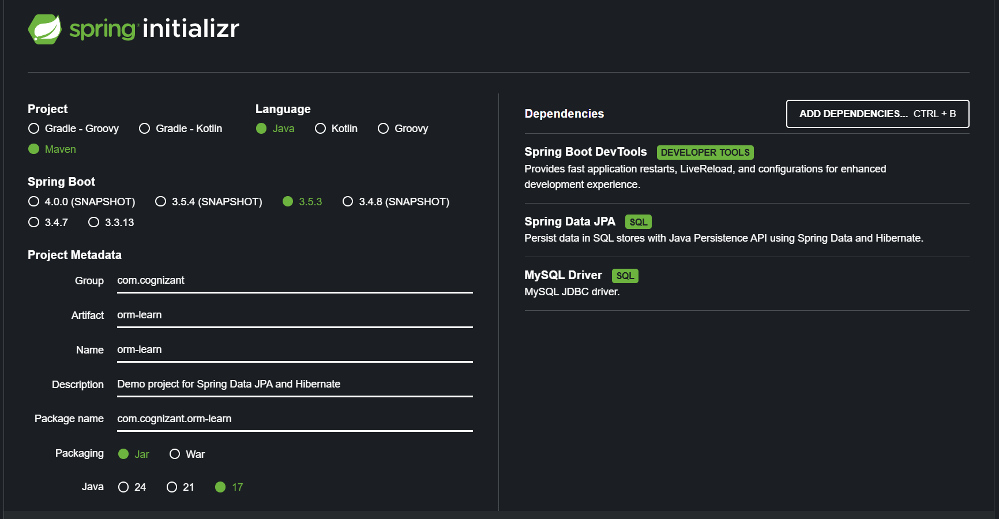 spring initializr
Project
Gradle - Groovy Gradle - Kotlin
Maven
Language
Java Kotlin Groovy
Spring Boot
4.0.0 (SNAPSHOT) 3.5.4 (SNAPSHOT) 3.5.3 3.4.8 (SNAPSHOT)
3.4.7 3.3.13
Project Metadata
Group com.cognizant
Artifact orm-learn
Name orm-learn
Description Demo project for Spring Data JPA and Hibernate
Package name com.cognizant.orm-learn
Packaging Jar War
Java 24 21 17
Dependencies ADD DEPENDENCIES... CTRL + B
Spring Boot DevTools DEVELOPER TOOLS
Provides fast application restarts, LiveReload, and configurations for enhanced
development experience.
Spring Data JPA SQL
Persist data in SQL stores with Java Persistence API using Spring Data and Hibernate.
MySQL Driver SQL
MySQL JDBC driver.